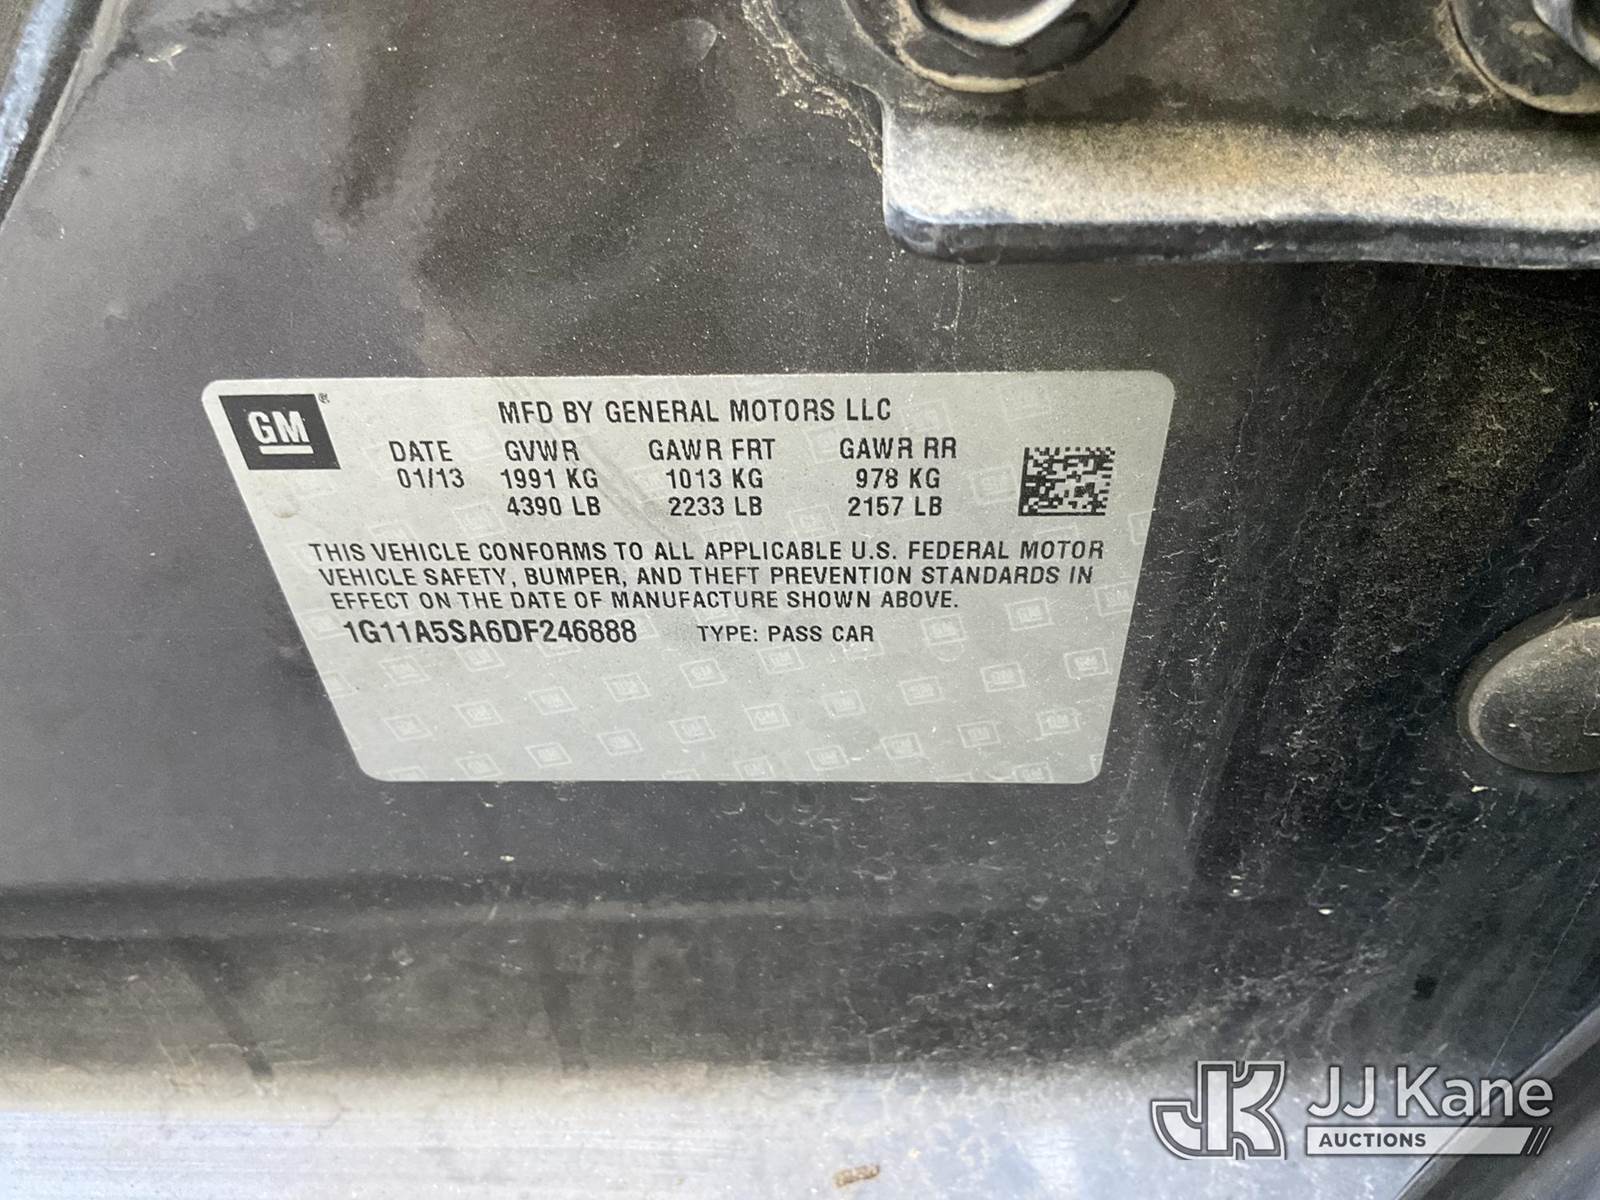 GM®
MFD BY GENERAL MOTORS LLC
DATE GVWR GAWR FRT GAWR RR
01/13 1991 KG 1013 KG 978 KG
4390 LB 2233 LB 2157 LB
THIS VEHICLE CONFORMS TO ALL APPLICABLE U.S. FEDERAL MOTOR
VEHICLE SAFETY, BUMPER, AND THEFT PREVENTION STANDARDS IN
EFFECT ON THE DATE OF MANUFACTURE SHOWN ABOVE.
1G11A5SA6DF246888 TYPE: PASS CAR
JK JJ Kane
AUCTIONS